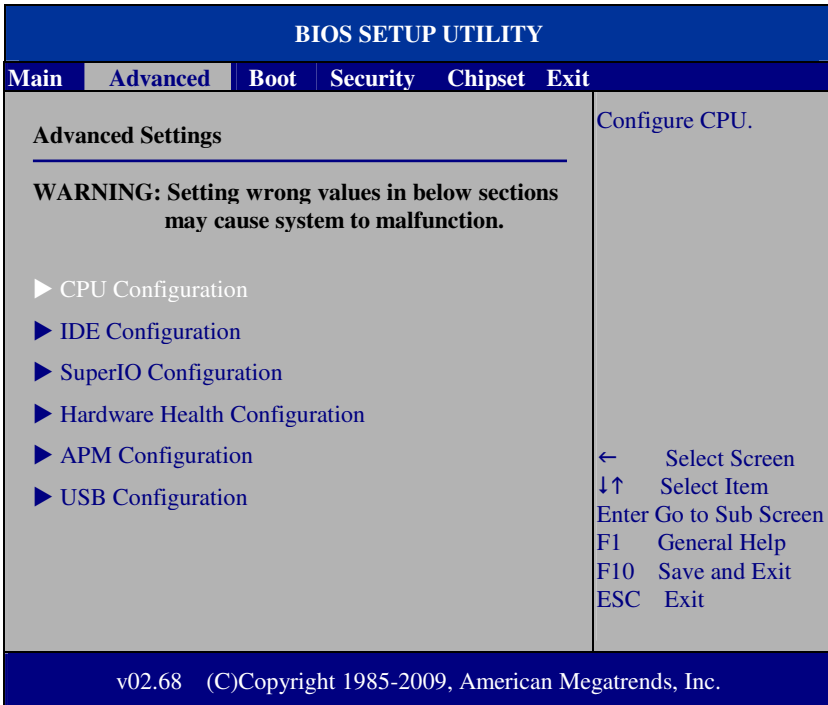 BIOS SETUP UTILITY
Main Advanced Boot Security Chipset Exit
Advanced Settings
WARNING: Setting wrong values in below sections
may cause system to malfunction.
▶ CPU Configuration
▶ IDE Configuration
▶ SuperIO Configuration
▶ Hardware Health Configuration
▶ APM Configuration
▶ USB Configuration
Configure CPU.
← Select Screen
↓↑ Select Item
Enter Go to Sub Screen
F1 General Help
F10 Save and Exit
ESC Exit
v02.68 (C)Copyright 1985-2009, American Megatrends, Inc.